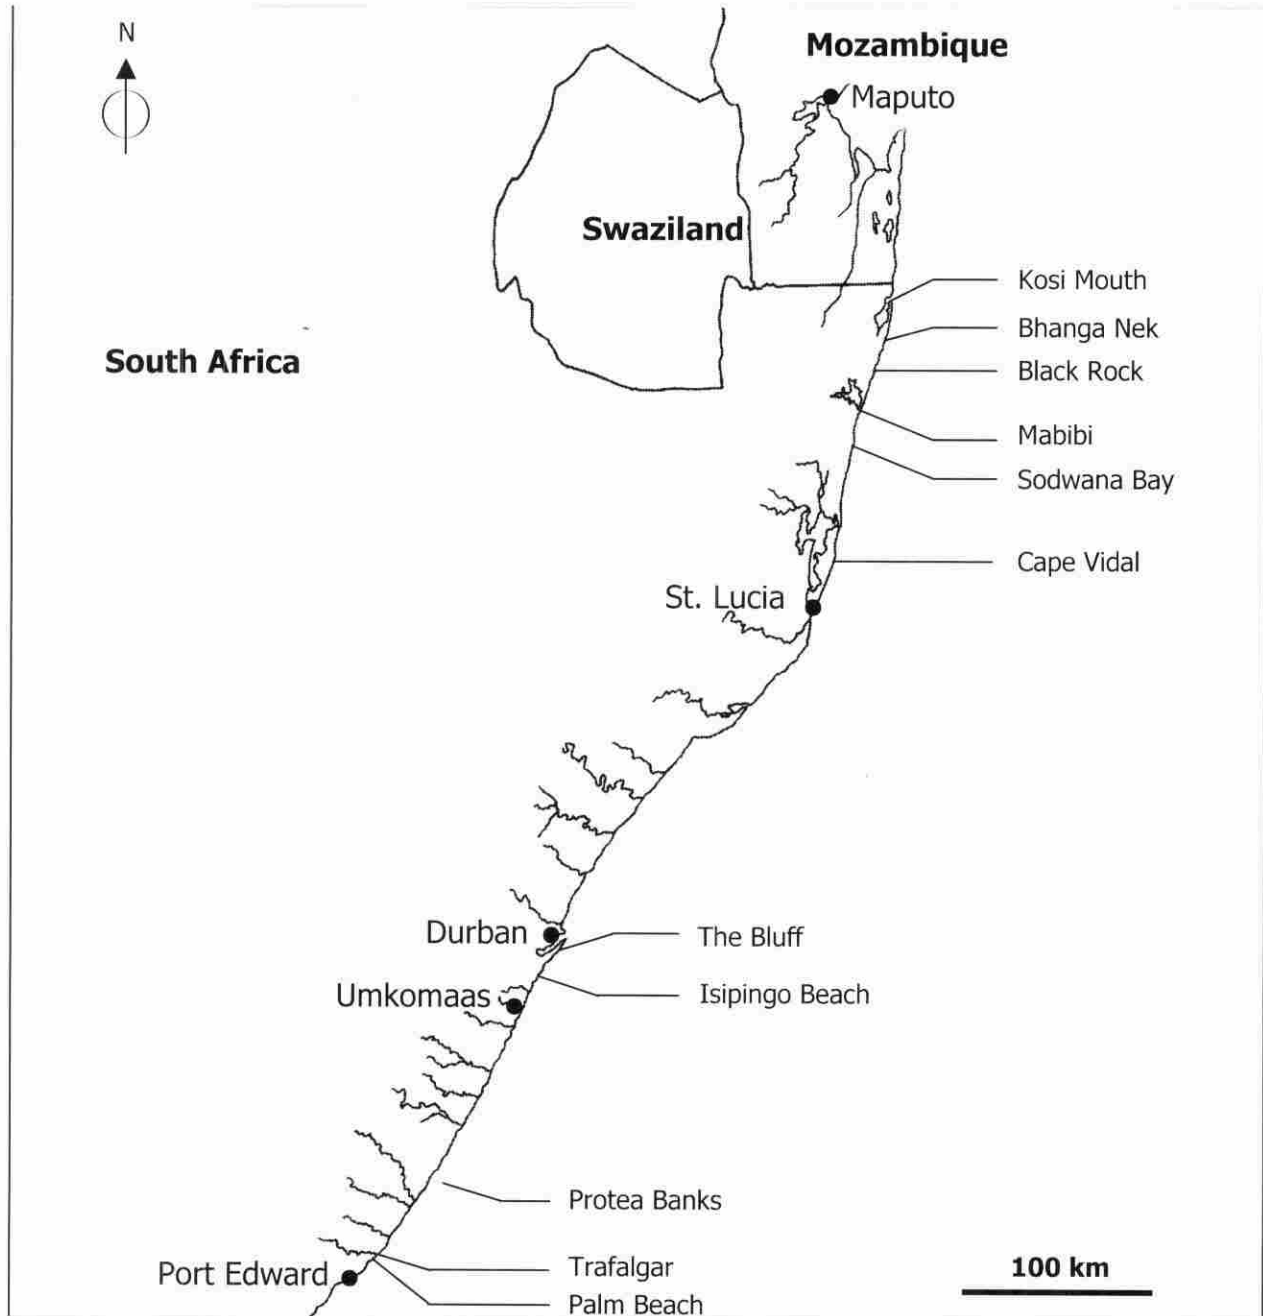 N
Mozambique
Maputo
Swaziland
Kosi Mouth
Bhanga Nek
South Africa
Black Rock
Mabibi
Sodwana Bay
Cape Vidal
St. Lucia
Durban
The Bluff
Umkomaas
Isipingo Beach
Protea Banks
Port Edward
Trafalgar
100 km
Palm Beach